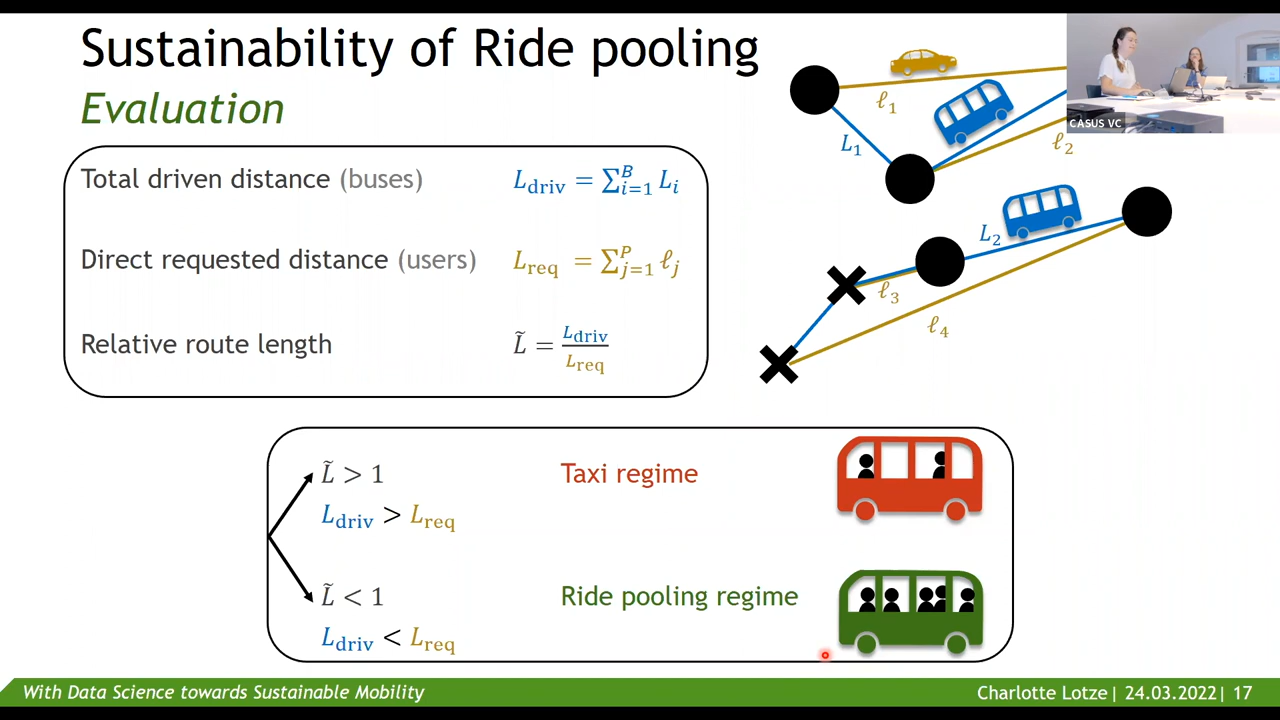 Sustainability of Ride pooling
Evaluation
Total driven distance (buses) L_driv = ∑_{i=1}^{B} L_i
Direct requested distance (users) L_req = ∑_{j=1}^{P} ℓ_j
Relative route length L̃ = L_driv / L_req
ℓ_1
L_1
ℓ_2
CASUS VC
L_2
ℓ_3
ℓ_4
L̃ > 1 Taxi regime
L_driv > L_req
L̃ < 1 Ride pooling regime
L_driv < L_req
With Data Science towards Sustainable Mobility
Charlotte Lotze| 24.03.2022| 17